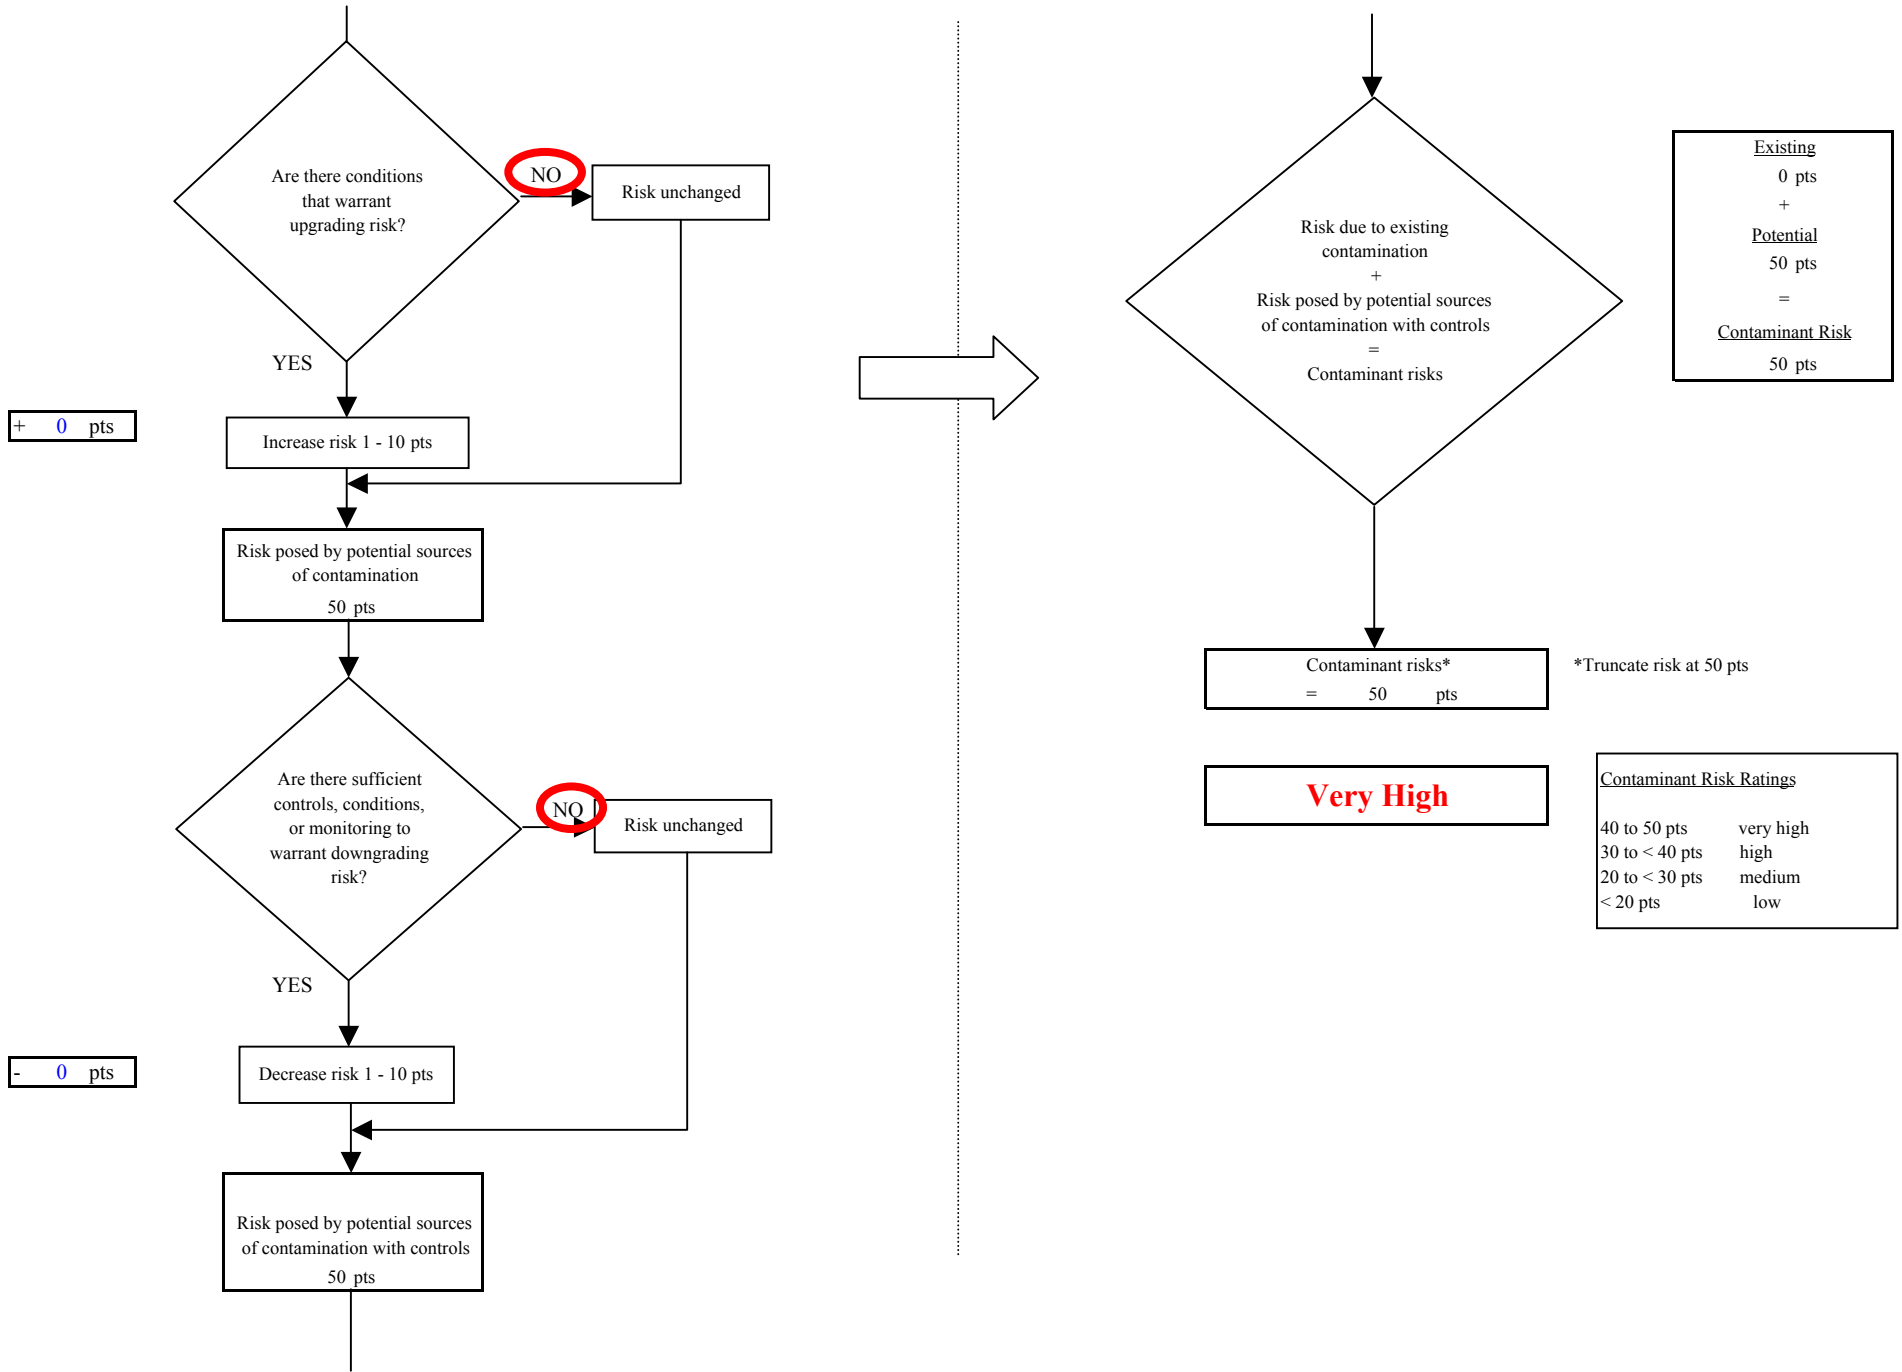 Are there conditions
that warrant
upgrading risk?
NO
Risk unchanged
YES
+ 0 pts
Increase risk 1 - 10 pts
Risk posed by potential sources
of contamination
50 pts
Are there sufficient
controls, conditions,
or monitoring to
warrant downgrading
risk?
NO
Risk unchanged
YES
- 0 pts
Decrease risk 1 - 10 pts
Risk posed by potential sources
of contamination with controls
50 pts
Risk due to existing
contamination
+
Risk posed by potential sources
of contamination with controls
=
Contaminant risks
Existing
0 pts
+
Potential
50 pts
=
Contaminant Risk
50 pts
Contaminant risks*
= 50 pts
*Truncate risk at 50 pts
Very High
Contaminant Risk Ratings
40 to 50 pts very high
30 to < 40 pts high
20 to < 30 pts medium
< 20 pts low